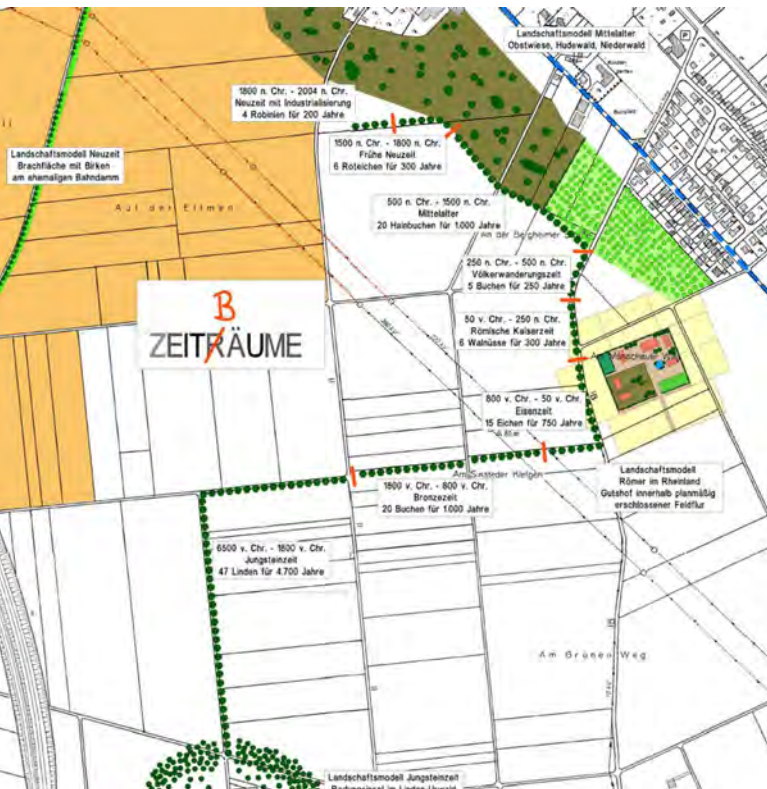 Landschaftsmodell Mittelalter
Obstwiese, Hudewald, Niederwald
P
1800 n. Chr. - 2004 n. Chr.
Neuzeit mit Industrialisierung
4 Robinien für 200 Jahre
1500 n. Chr. - 1800 n. Chr.
Frühe Neuzeit
6 Roteichen für 300 Jahre
Landschaftsmodell Neuzeit
Brachfläche mit Birken
am ehemaligen Bahndamm
Auf der Ellmen
500 n. Chr. - 1500 n. Chr.
Mittelalter
20 Hainbuchen für 1.000 Jahre
An der Bergheimer
250 n. Chr. - 500 n. Chr.
Völkerwanderungszeit
5 Buchen für 250 Jahre
B
ZEITRÄUME
50 v. Chr. - 250 n. Chr.
Römische Kaiserzeit
6 Walnüsse für 300 Jahre
800 v. Chr. - 50 v. Chr.
Eisenzeit
15 Eichen für 750 Jahre
1800 v. Chr. - 800 v. Chr.
Bronzezeit
20 Buchen für 1.000 Jahre
Landschaftsmodell
Römer im Rheinland
Gutshof innerhalb planmäßig
erschlossener Feldflur
6500 v. Chr. - 1800 v. Chr.
Jungsteinzeit
47 Linden für 4.700 Jahre
Am Grünen Weg
Landschaftsmodell Jungsteinzeit